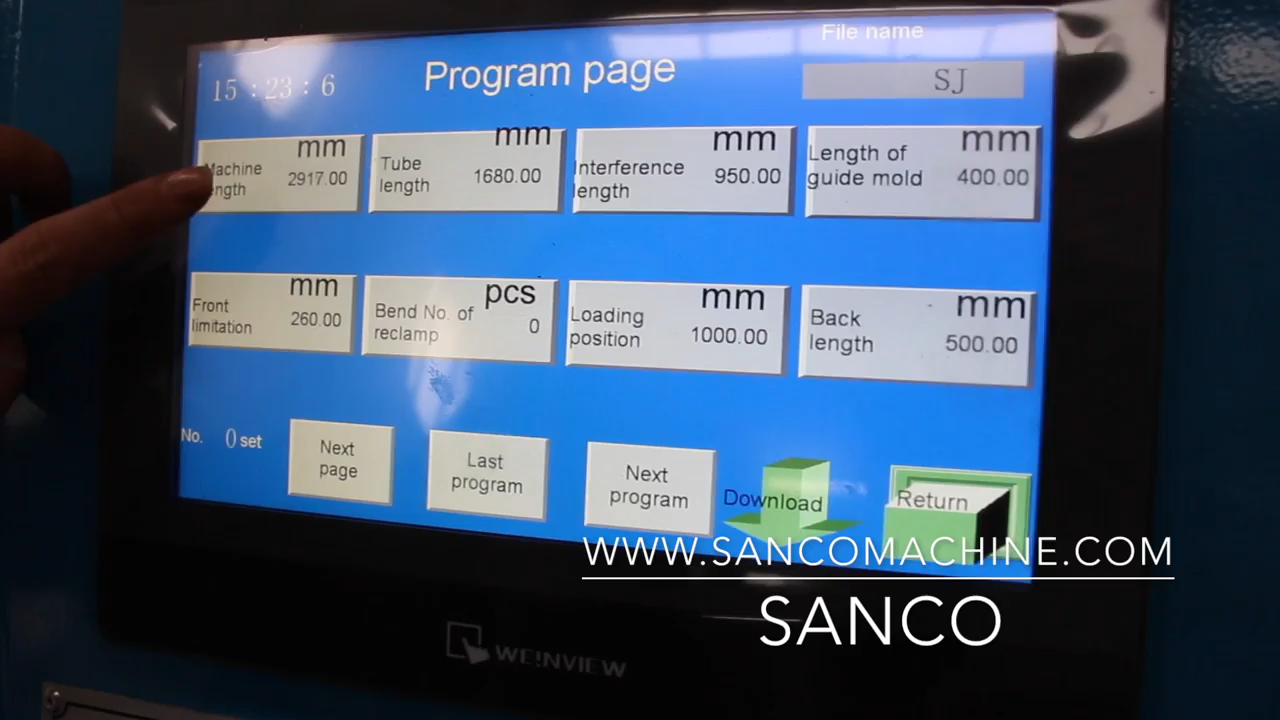 File name
15 : 23 : 6
Program page
SJ
Machine length
mm
2917.00
Tube length
mm
1680.00
Interference length
mm
950.00
Length of guide mold
mm
400.00
Front limitation
mm
260.00
Bend No. of reclamp
pcs
0
Loading position
mm
1000.00
Back length
mm
500.00
No. 0 set
Next page
Last program
Next program
Download
Return
WWW.SANCOMACHINE.COM
SANCO
WE!NVIEW